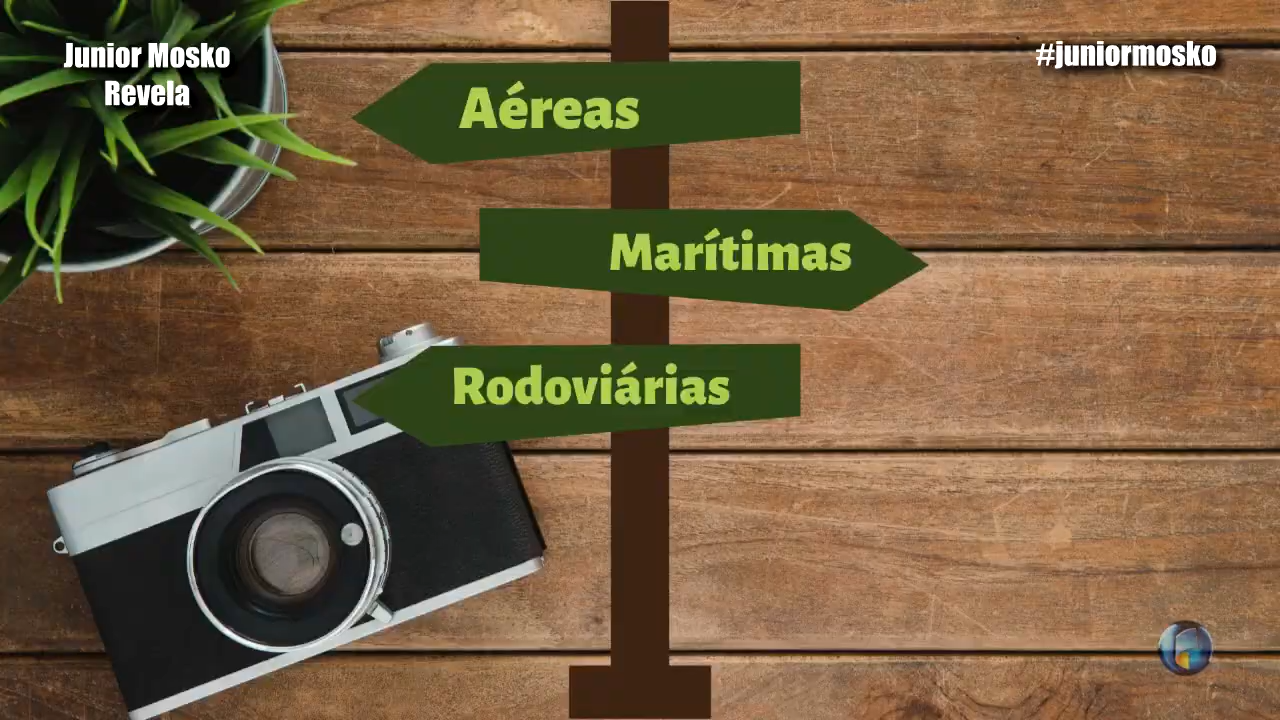 Junior Mosko
Revela
#juniormosko
Aéreas
Marítimas
Rodoviárias